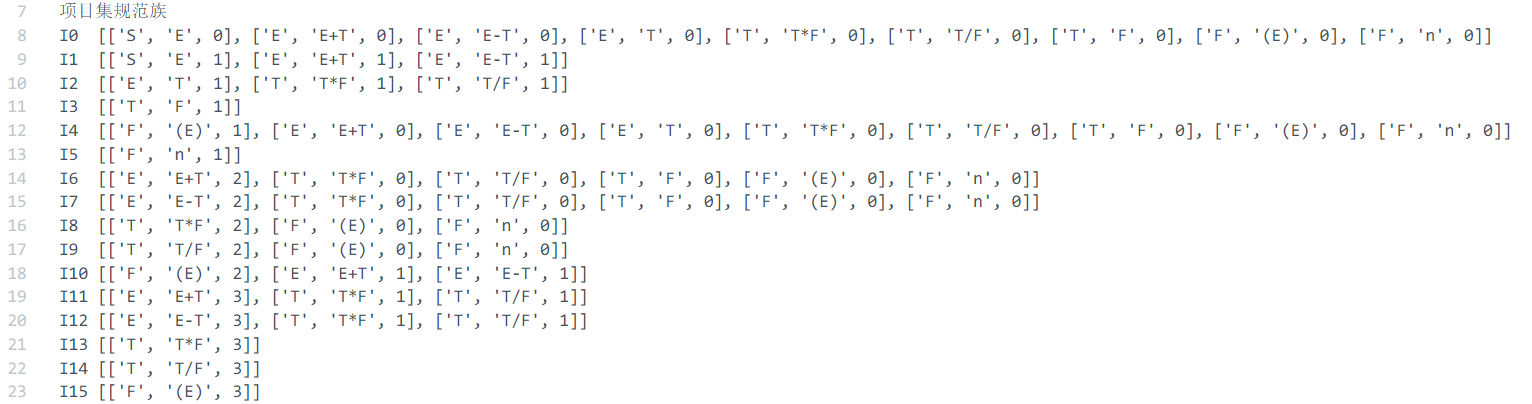 7 项目集规范族
8 I0 [['S', 'E', 0], ['E', 'E+T', 0], ['E', 'E-T', 0], ['E', 'T', 0], ['T', 'T*F', 0], ['T', 'T/F', 0], ['T', 'F', 0], ['F', '(E)', 0], ['F', 'n', 0]]
9 I1 [['S', 'E', 1], ['E', 'E+T', 1], ['E', 'E-T', 1]]
10 I2 [['E', 'T', 1], ['T', 'T*F', 1], ['T', 'T/F', 1]]
11 I3 [['T', 'F', 1]]
12 I4 [['F', '(E)', 1], ['E', 'E+T', 0], ['E', 'E-T', 0], ['E', 'T', 0], ['T', 'T*F', 0], ['T', 'T/F', 0], ['T', 'F', 0], ['F', '(E)', 0], ['F', 'n', 0]]
13 I5 [['F', 'n', 1]]
14 I6 [['E', 'E+T', 2], ['T', 'T*F', 0], ['T', 'T/F', 0], ['T', 'F', 0], ['F', '(E)', 0], ['F', 'n', 0]]
15 I7 [['E', 'E-T', 2], ['T', 'T*F', 0], ['T', 'T/F', 0], ['T', 'F', 0], ['F', '(E)', 0], ['F', 'n', 0]]
16 I8 [['T', 'T*F', 2], ['F', '(E)', 0], ['F', 'n', 0]]
17 I9 [['T', 'T/F', 2], ['F', '(E)', 0], ['F', 'n', 0]]
18 I10 [['F', '(E)', 2], ['E', 'E+T', 1], ['E', 'E-T', 1]]
19 I11 [['E', 'E+T', 3], ['T', 'T*F', 1], ['T', 'T/F', 1]]
20 I12 [['E', 'E-T', 3], ['T', 'T*F', 1], ['T', 'T/F', 1]]
21 I13 [['T', 'T*F', 3]]
22 I14 [['T', 'T/F', 3]]
23 I15 [['F', '(E)', 3]]